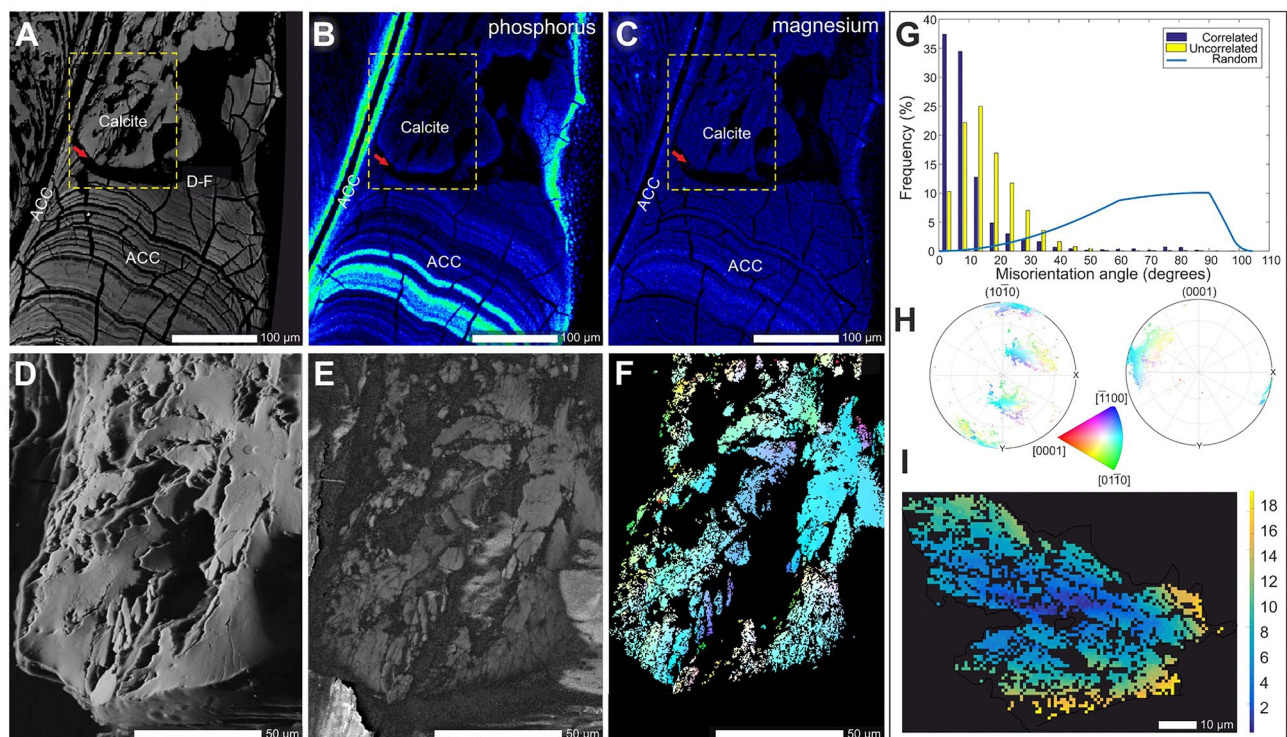 A
Calcite
D-F
ACC
ACC
100 µm
B
phosphorus
Calcite
ACC
ACC
100 µm
C
magnesium
Calcite
ACC
ACC
100 µm
D
50 µm
E
50 µm
F
50 µm
G
40
35
30
25
20
15
10
5
0
Frequency (%)
Correlated
Uncorrelated
Random
0 10 20 30 40 50 60 70 80 90 100 110
Misorientation angle (degrees)
H
(101̅0)
X
Y
(0001)
X
Y
[1̅100]
[0001]
[011̅0]
I
18
16
14
12
10
8
6
4
2
10 µm